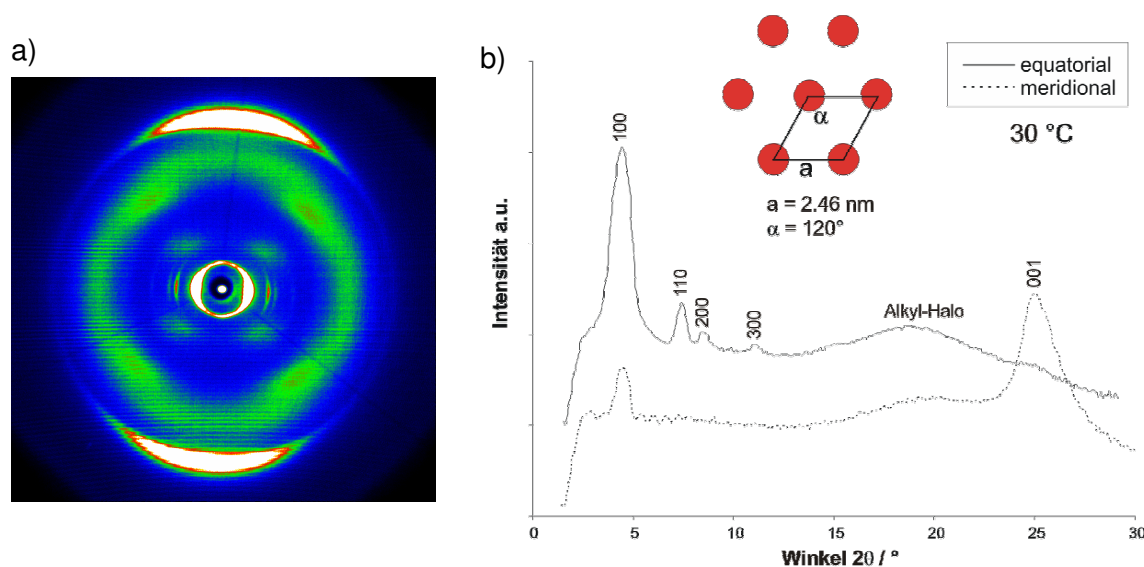 a)
b)
equatorial
meridional
30 °C
α
a
a = 2.46 nm
α = 120°
100
110
200
300
Alkyl-Halo
001
Intensität a.u.
0 5 10 15 20 25 30
Winkel 2θ / °